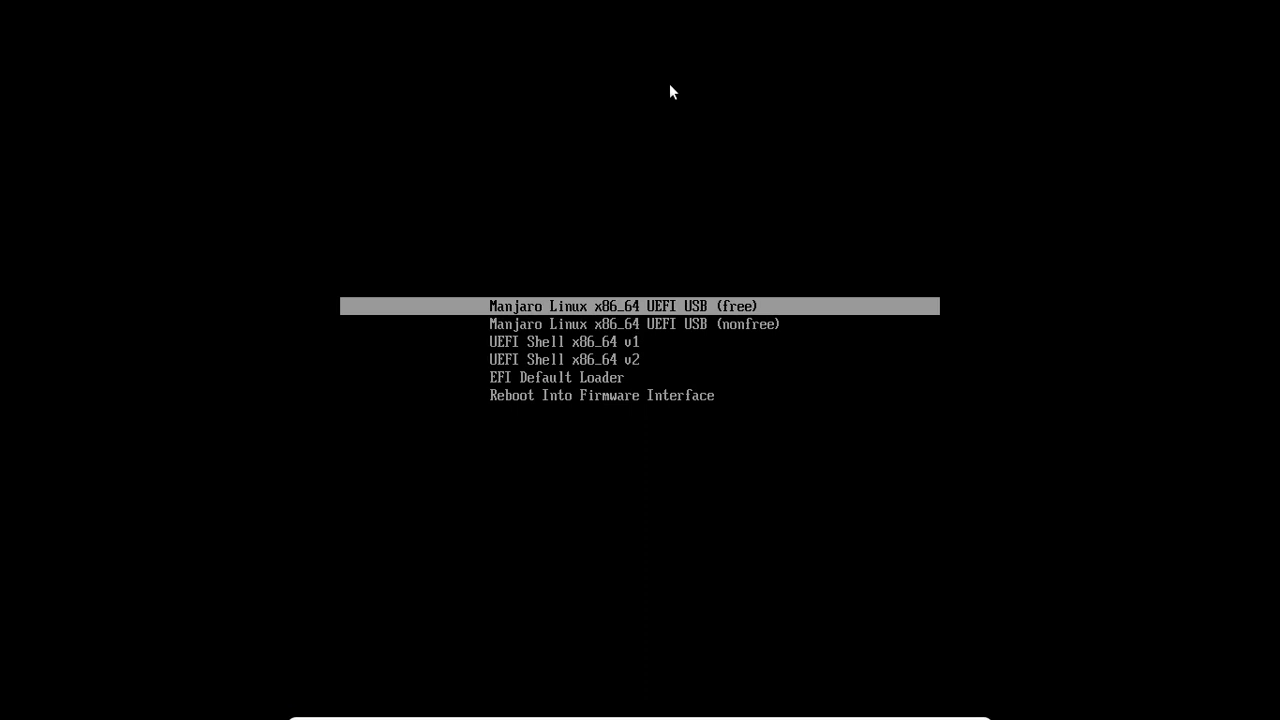 Manjaro Linux x86_64 UEFI USB (free)
Manjaro Linux x86_64 UEFI USB (nonfree)
UEFI Shell x86_64 v1
UEFI Shell x86_64 v2
EFI Default Loader
Reboot Into Firmware Interface